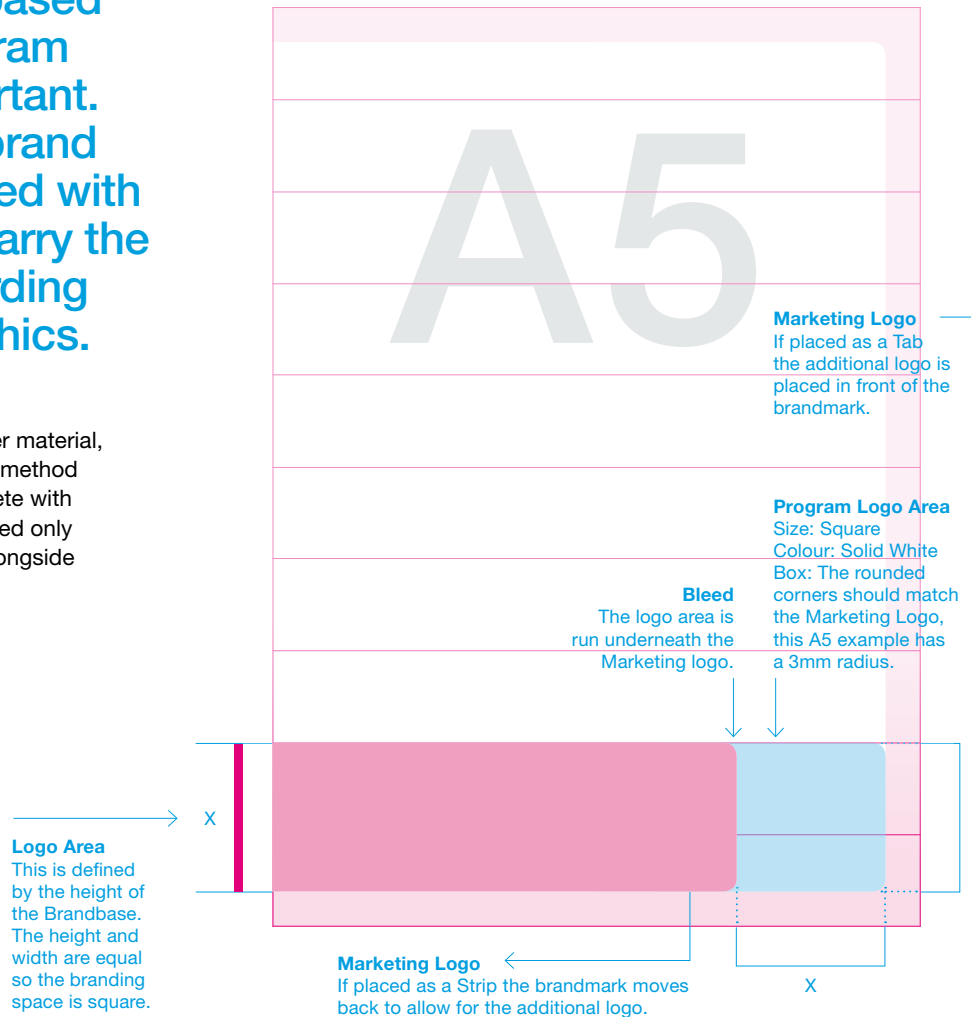 based
ram
rtant.
brand
ed with
arry the
rding
hics.
er material,
method
ete with
ed only
ongside
A5
Marketing Logo
If placed as a Tab
the additional logo is
placed in front of the
brandmark.
Program Logo Area
Size: Square
Colour: Solid White
Box: The rounded
corners should match
the Marketing Logo,
this A5 example has
a 3mm radius.
Bleed
The logo area is
run underneath the
Marketing logo.
X
Logo Area
This is defined
by the height of
the Brandbase.
The height and
width are equal
so the branding
space is square.
Marketing Logo
If placed as a Strip the brandmark moves
back to allow for the additional logo.
X